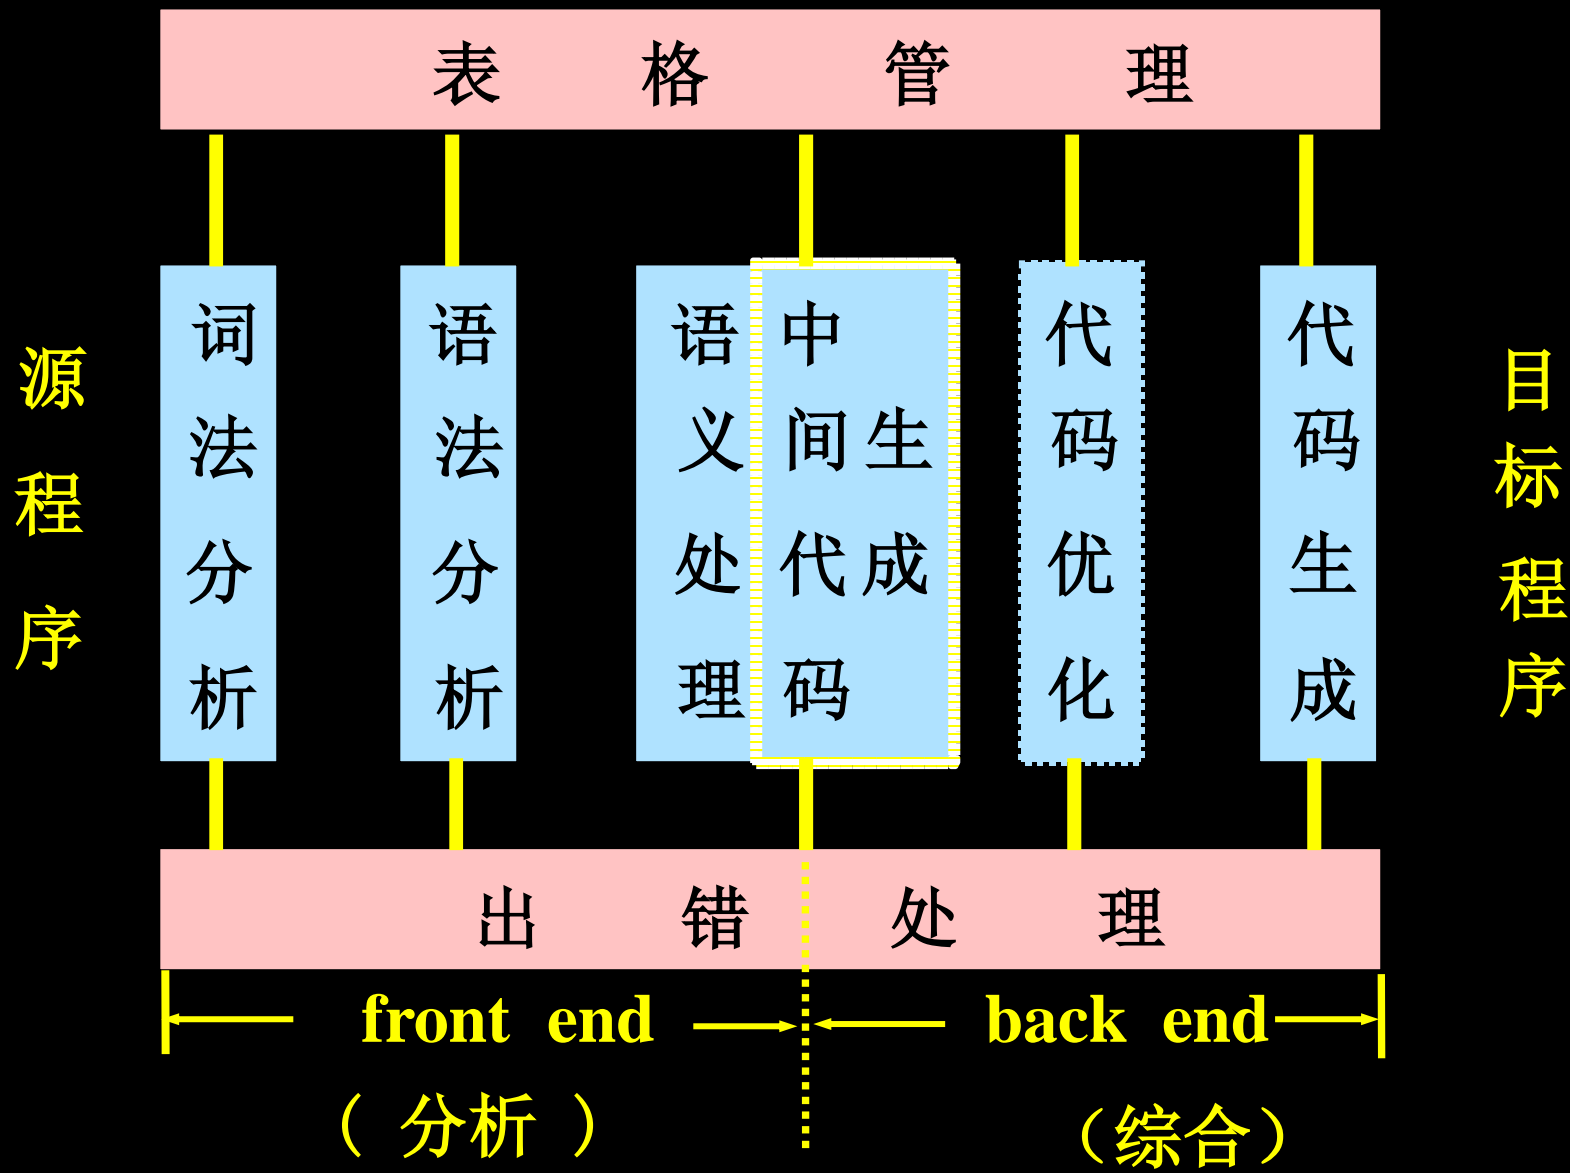 表格管理
源程序
词法分析
语法分析
语义处理
中间代码
生成
代码优化
代码生成
目标程序
出错处理
front end
back end
（分析）
（综合）